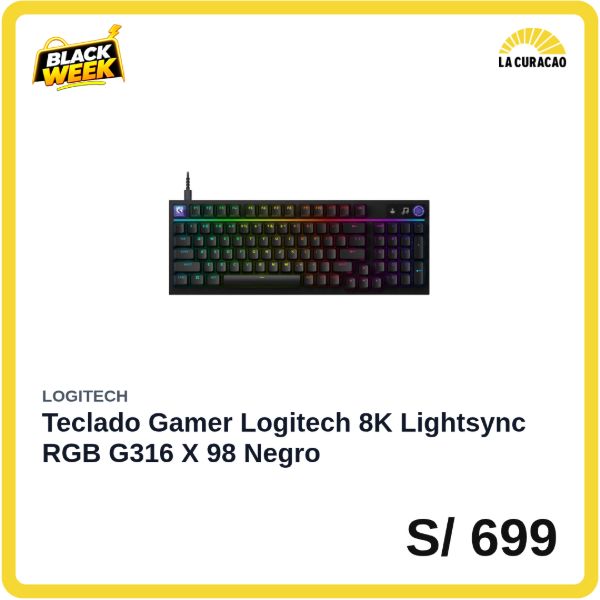 BLACK
WEEK
LA CURACAO
LOGITECH
Teclado Gamer Logitech 8K Lightsync
RGB G316 X 98 Negro
S/ 699